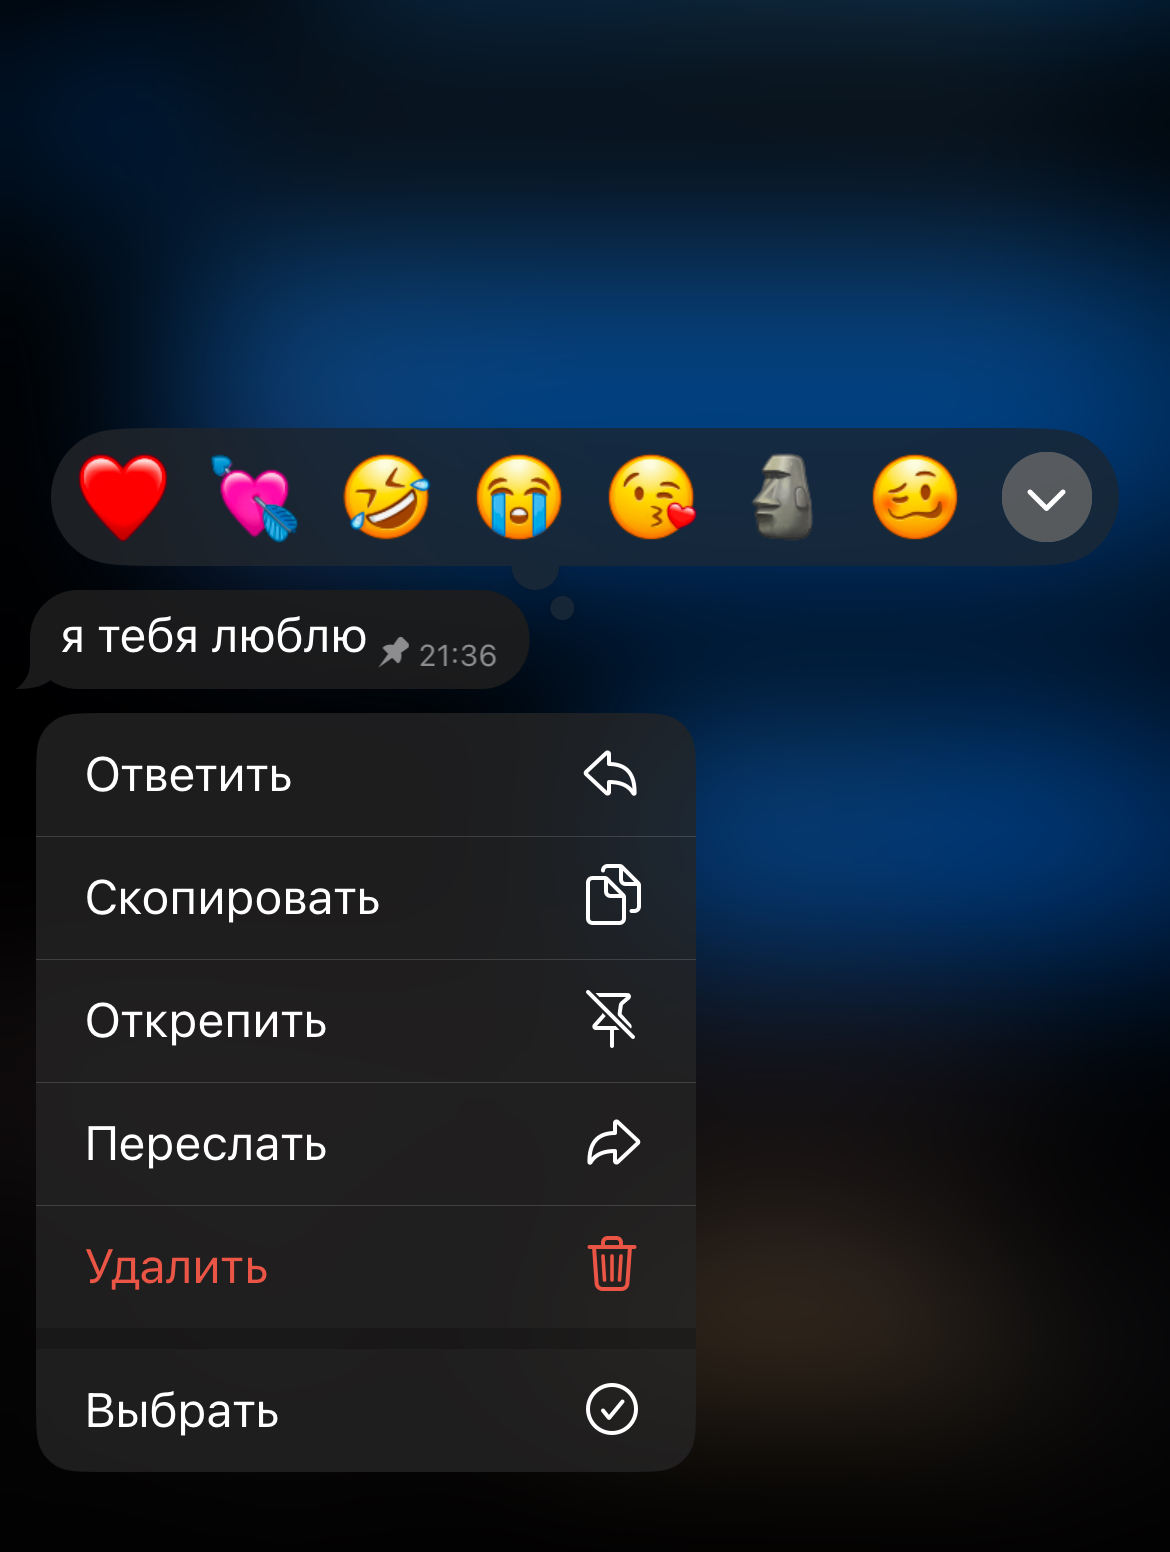 я тебя люблю 21:36
Ответить
Скопировать
Открепить
Переслать
Удалить
Выбрать